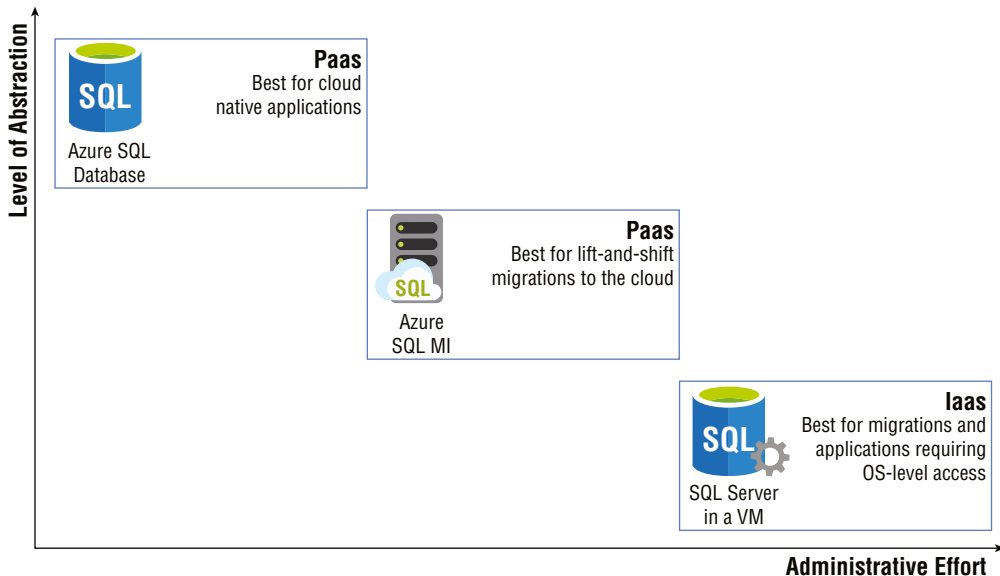 Level of Abstraction
SQL
Azure SQL
Database
Paas
Best for cloud
native applications
SQL
Azure
SQL MI
Paas
Best for lift-and-shift
migrations to the cloud
SQL
SQL Server
in a VM
Iaas
Best for migrations and
applications requiring
OS-level access
Administrative Effort